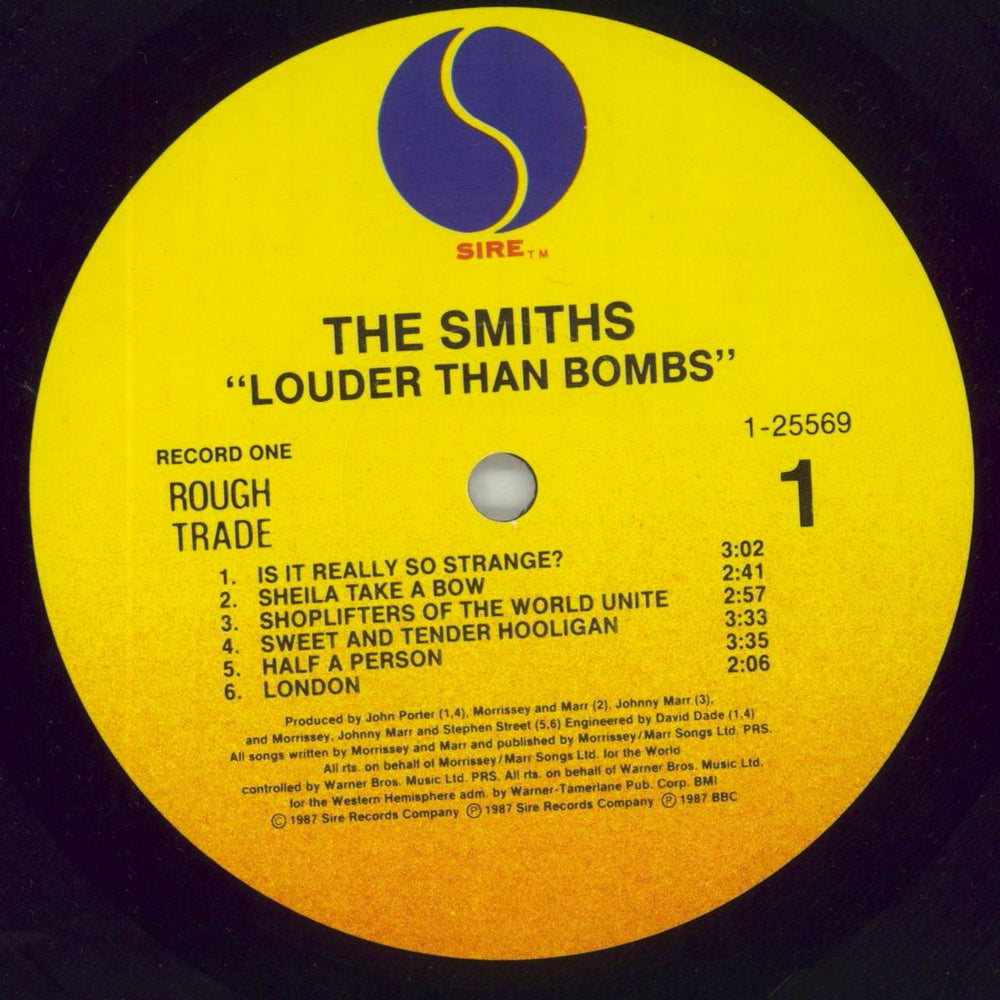 SIRE TM
THE SMITHS
“LOUDER THAN BOMBS”
1-25569
RECORD ONE
1
ROUGH
TRADE
1. IS IT REALLY SO STRANGE? 3:02
2. SHEILA TAKE A BOW 2:41
3. SHOPLIFTERS OF THE WORLD UNITE 2:57
4. SWEET AND TENDER HOOLIGAN 3:33
5. HALF A PERSON 3:35
6. LONDON 2:06
Produced by John Porter (1,4), Morrissey and Marr (2), Johnny Marr (3),
and Morrissey, Johnny Marr and Stephen Street (5,6) Engineered by David Dade (1,4)
All songs written by Morrissey and Marr and published by Morrissey/Marr Songs Ltd. PRS.
All rts. on behalf of Morrissey/Marr Songs Ltd. for the World
controlled by Warner Bros. Music Ltd. PRS. All rts. on behalf of Warner Bros. Music Ltd.
for the Western Hemisphere adm. by Warner-Tamerlane Pub. Corp. BMI
© 1987 Sire Records Company ℗ 1987 Sire Records Company ℗ 1987 BBC